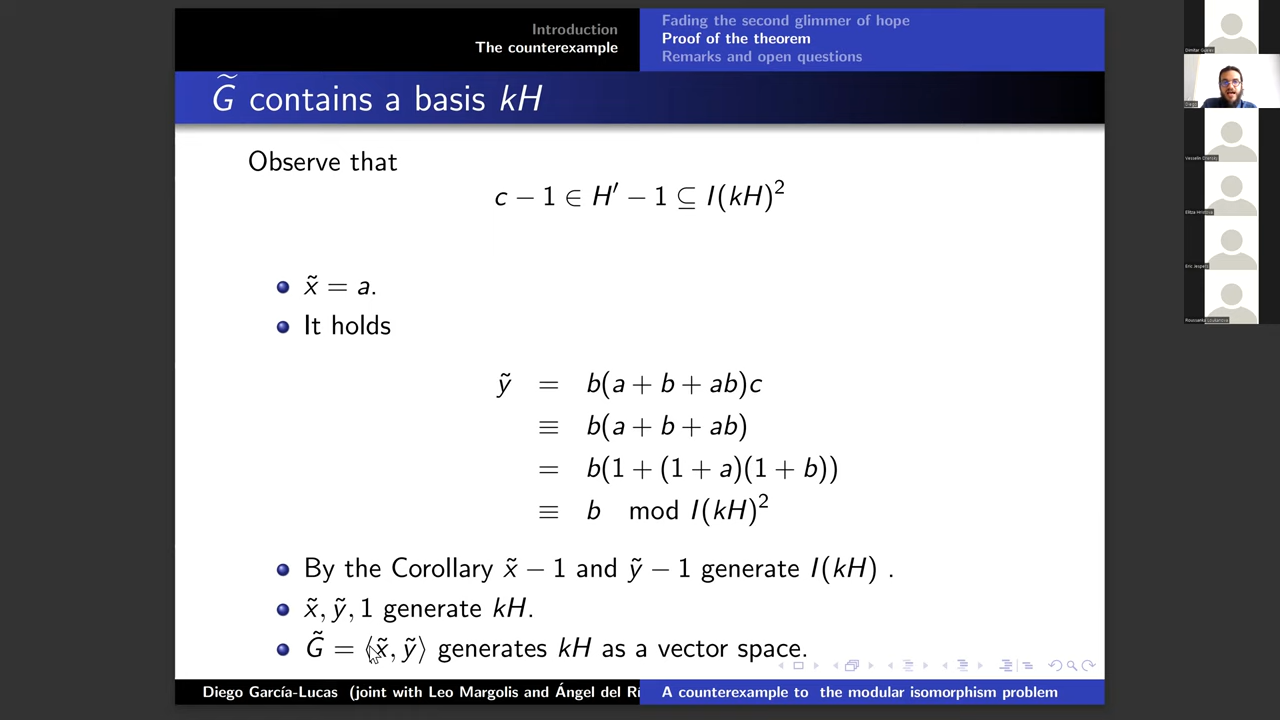 Introduction
The counterexample
Fading the second glimmer of hope
Proof of the theorem
Remarks and open questions
G̃ contains a basis kH
Observe that
c − 1 ∈ H′ − 1 ⊆ I(kH)²
x̃ = a.
It holds
ỹ = b(a + b + ab)c
≡ b(a + b + ab)
= b(1 + (1 + a)(1 + b))
≡ b mod I(kH)²
By the Corollary x̃ − 1 and ỹ − 1 generate I(kH) .
x̃, ỹ, 1 generate kH.
G̃ = ⟨x̃, ỹ⟩ generates kH as a vector space.
Diego García-Lucas (joint with Leo Margolis and Ángel del Rí
A counterexample to the modular isomorphism problem
Diego